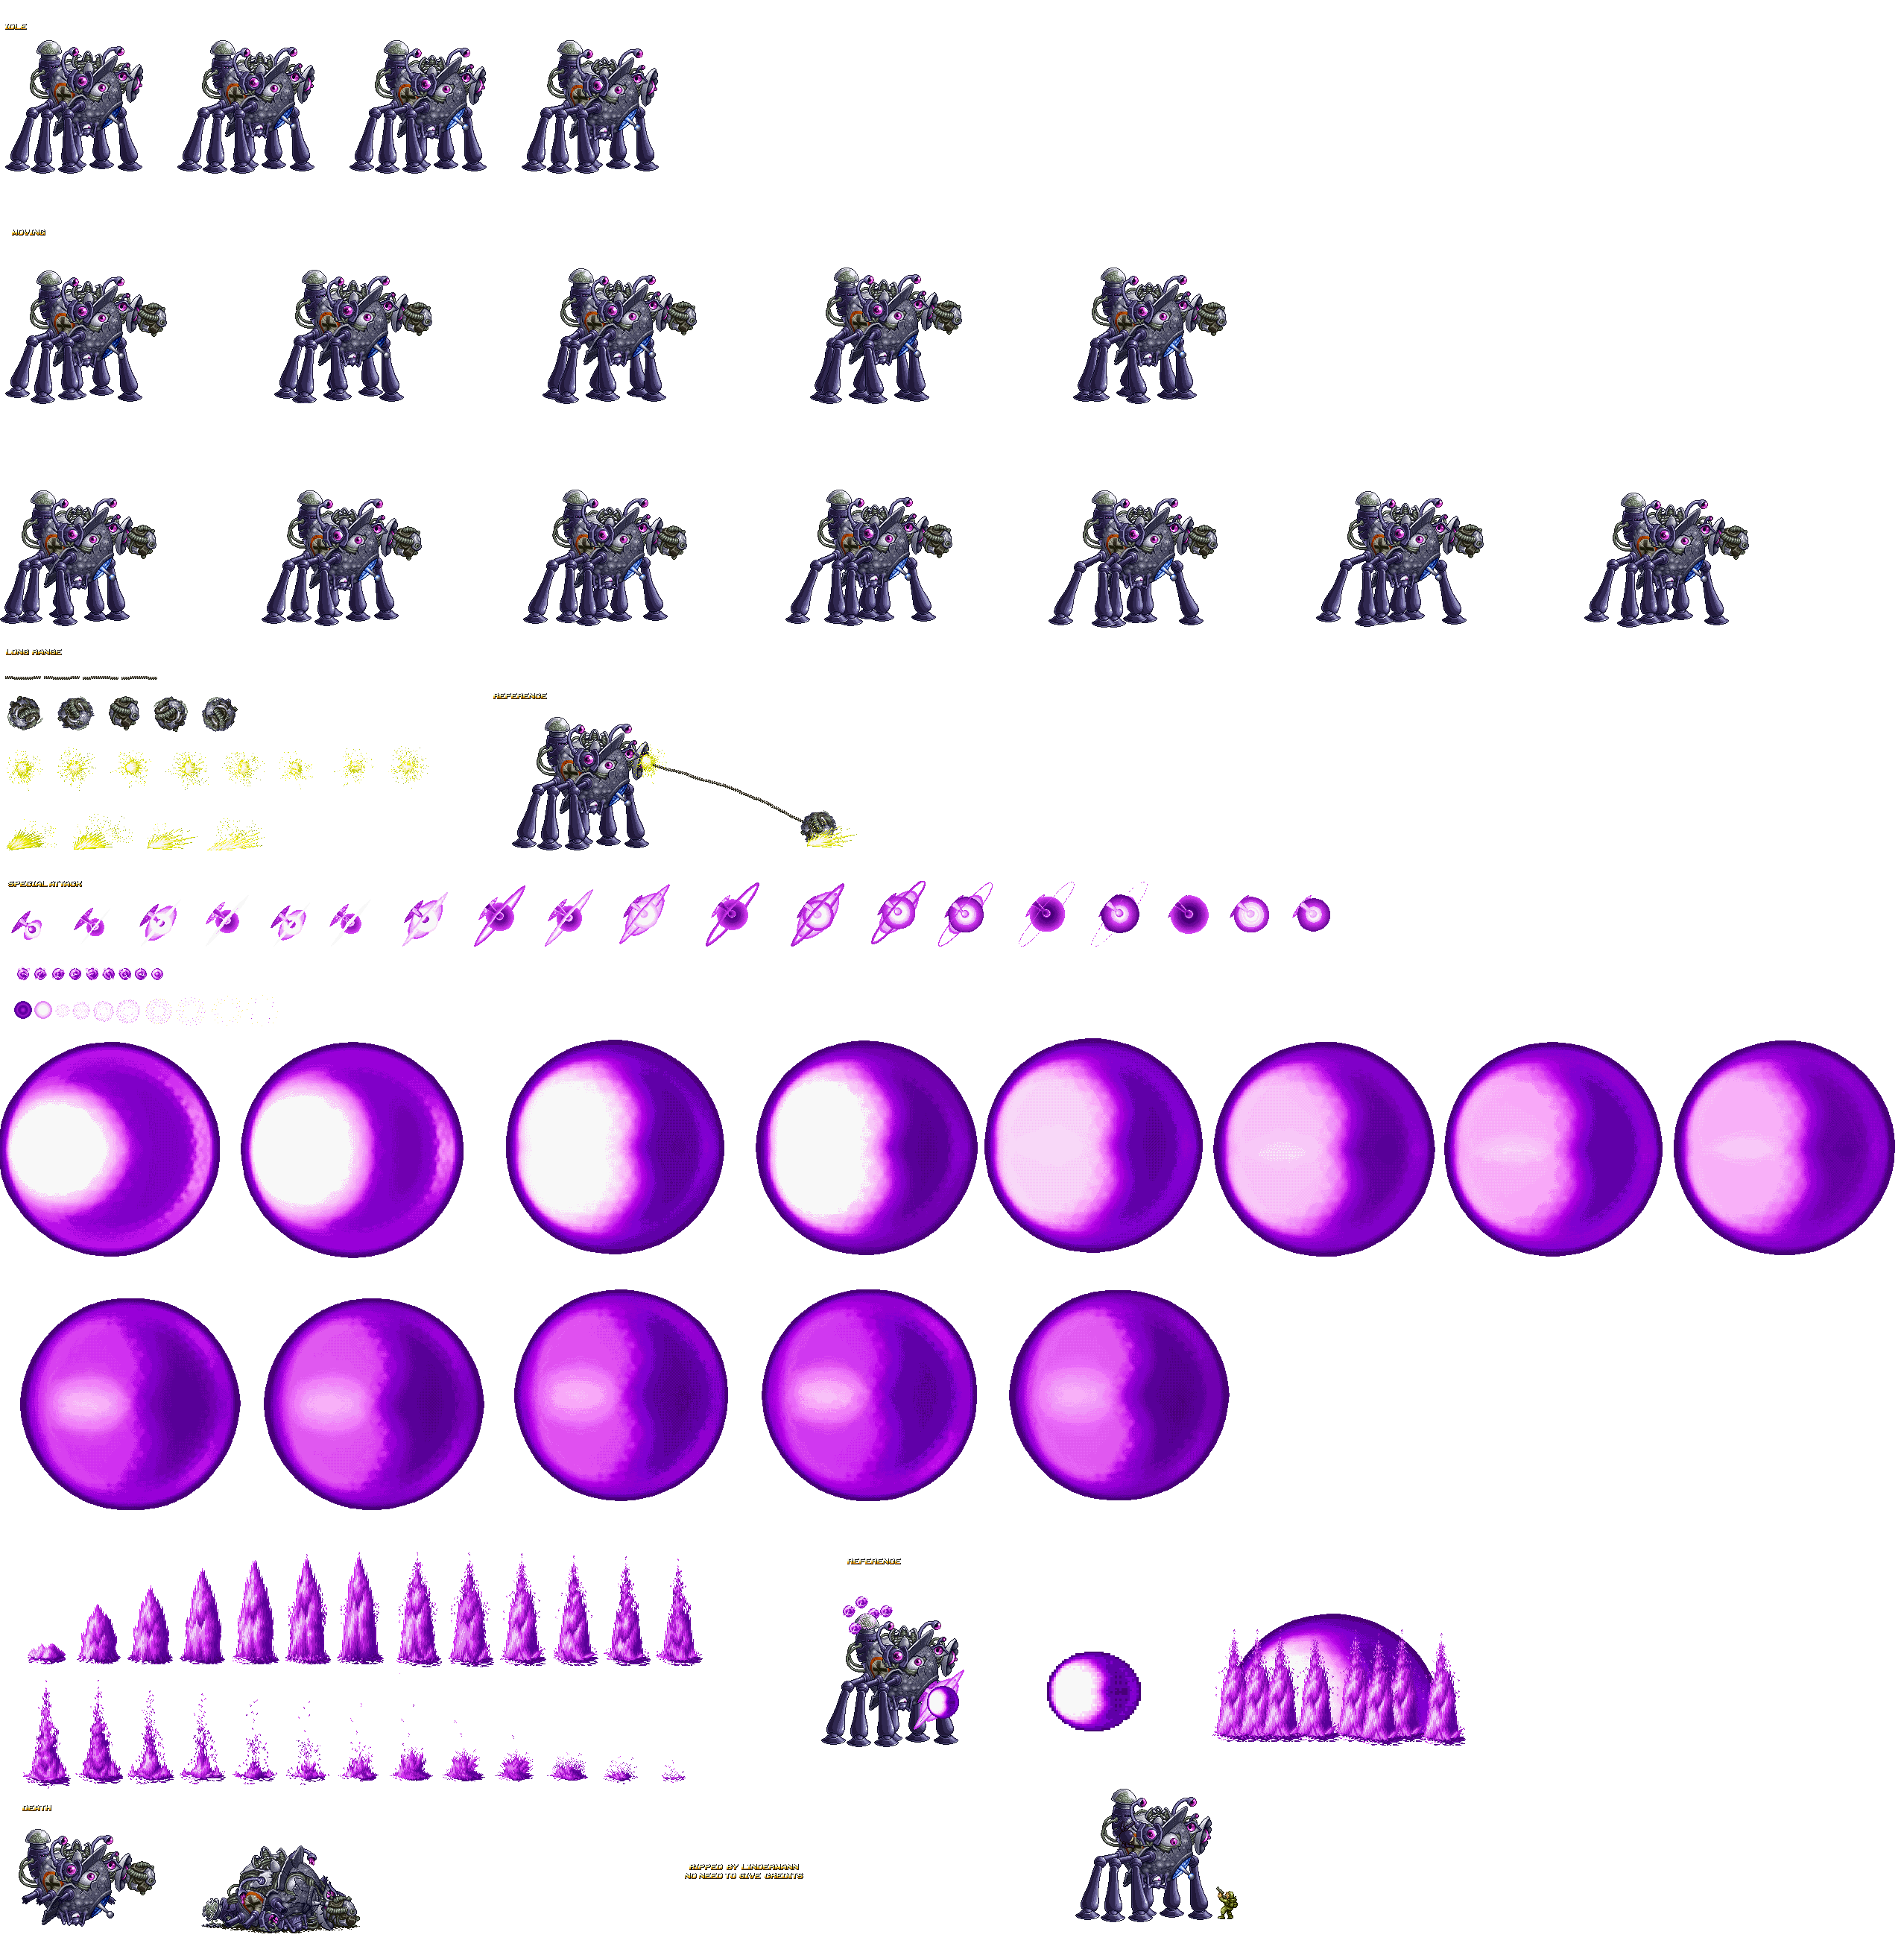 IDLE
MOVING
LONG RANGE
REFERENCE
SPECIAL ATTACK
REFERENCE
DEATH
RIPPED BY LINDERMANN
NO NEED TO GIVE CREDITS